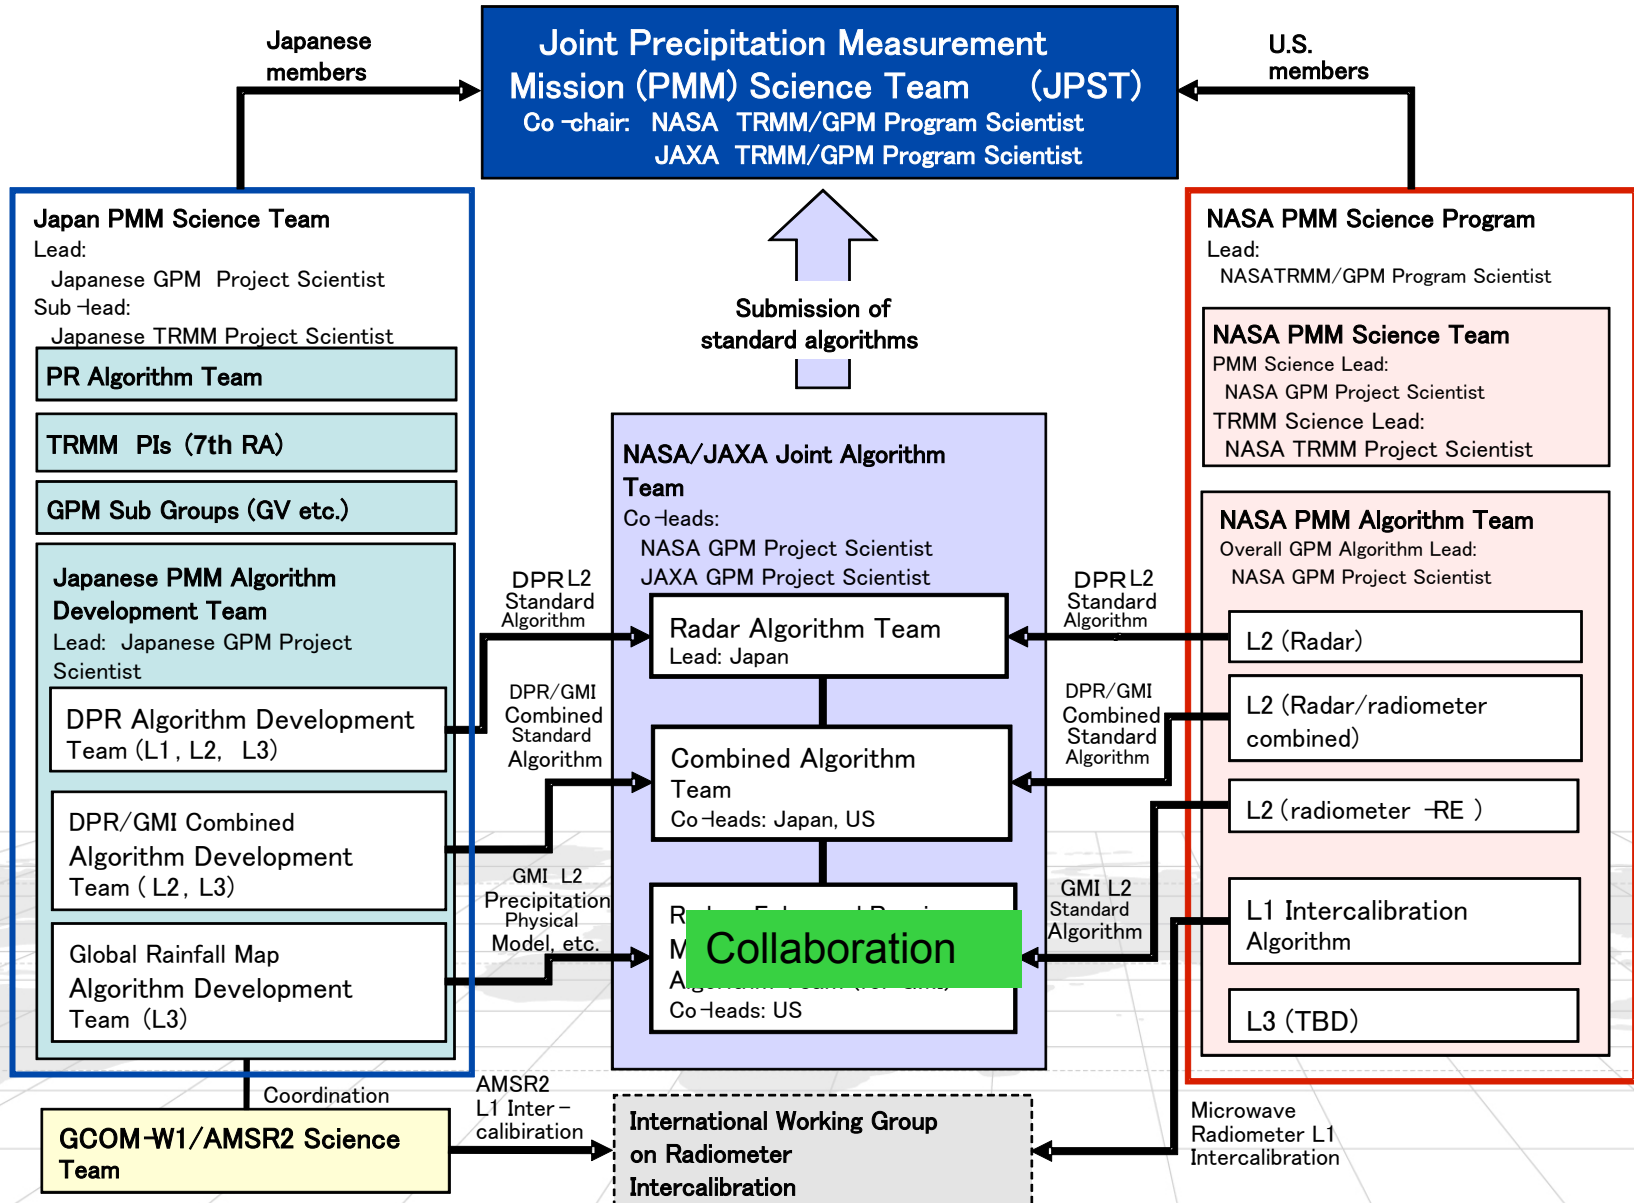 Joint Precipitation Measurement
Mission (PMM) Science Team (JPST)
Co-chair: NASA TRMM/GPM Program Scientist
JAXA TRMM/GPM Program Scientist
Japanese
members
U.S.
members
Japan PMM Science Team
Lead:
Japanese GPM Project Scientist
Sub-lead:
Japanese TRMM Project Scientist
PR Algorithm Team
TRMM PIs (7th RA)
GPM Sub Groups (GV etc.)
Japanese PMM Algorithm
Development Team
Lead: Japanese GPM Project
Scientist
DPR Algorithm Development
Team (L1, L2, L3)
DPR/GMI Combined
Algorithm Development
Team (L2, L3)
Global Rainfall Map
Algorithm Development
Team (L3)
Coordination
GCOM-W1/AMSR2 Science
Team
DPR L2
Standard
Algorithm
DPR/GMI
Combined
Standard
Algorithm
GMI L2
Precipitation
Physical
Model, etc.
AMSR2
L1 Inter-
calibiration
Submission of
standard algorithms
NASA/JAXA Joint Algorithm
Team
Co-leads:
NASA GPM Project Scientist
JAXA GPM Project Scientist
Radar Algorithm Team
Lead: Japan
Combined Algorithm
Team
Co-leads: Japan, US
Collaboration
Co-leads: US
International Working Group
on Radiometer
Intercalibration
DPR L2
Standard
Algorithm
DPR/GMI
Combined
Standard
Algorithm
GMI L2
Standard
Algorithm
Microwave
Radiometer L1
Intercalibration
NASA PMM Science Program
Lead:
NASATRMM/GPM Program Scientist
NASA PMM Science Team
PMM Science Lead:
NASA GPM Project Scientist
TRMM Science Lead:
NASA TRMM Project Scientist
NASA PMM Algorithm Team
Overall GPM Algorithm Lead:
NASA GPM Project Scientist
L2 (Radar)
L2 (Radar/radiometer
combined)
L2 (radiometer -RE )
L1 Intercalibration
Algorithm
L3 (TBD)